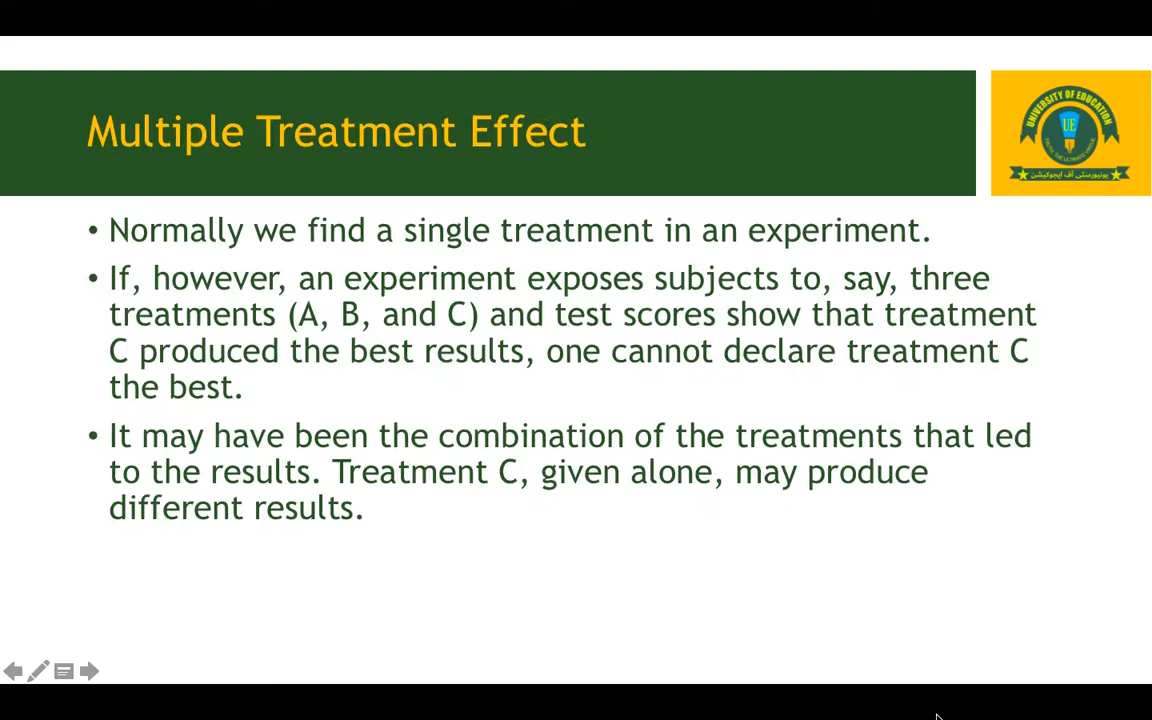 Multiple Treatment Effect
UNIVERSITY OF EDUCATION
UE
یونیورسٹی آف ایجوکیشن
• Normally we find a single treatment in an experiment.
• If, however, an experiment exposes subjects to, say, three
treatments (A, B, and C) and test scores show that treatment
C produced the best results, one cannot declare treatment C
the best.
• It may have been the combination of the treatments that led
to the results. Treatment C, given alone, may produce
different results.